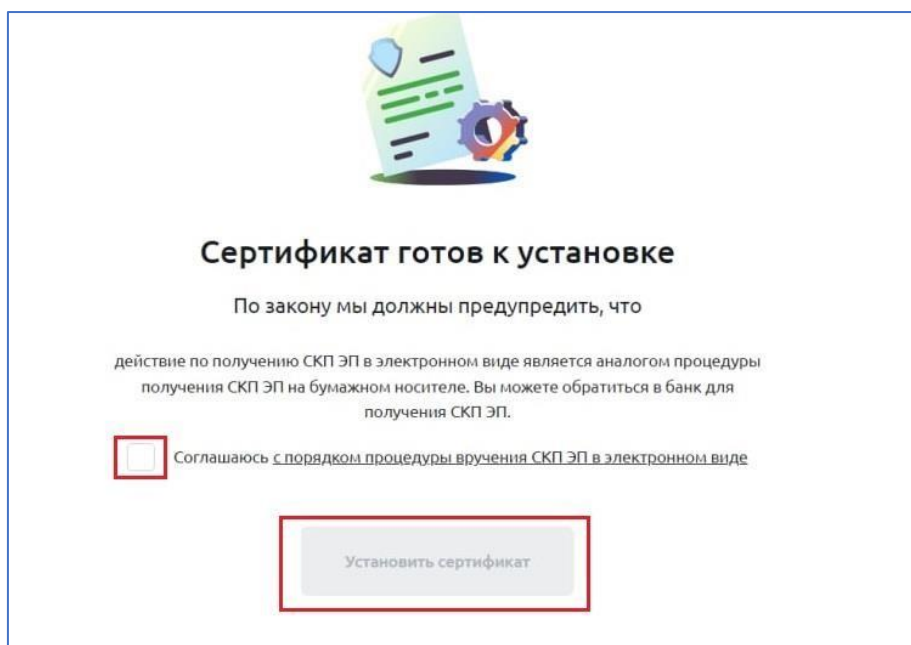 Сертификат готов к установке
По закону мы должны предупредить, что
действие по получению СКП ЭП в электронном виде является аналогом процедуры
получения СКП ЭП на бумажном носителе. Вы можете обратиться в банк для
получения СКП ЭП.
Соглашаюсь с порядком процедуры вручения СКП ЭП в электронном виде
Установить сертификат